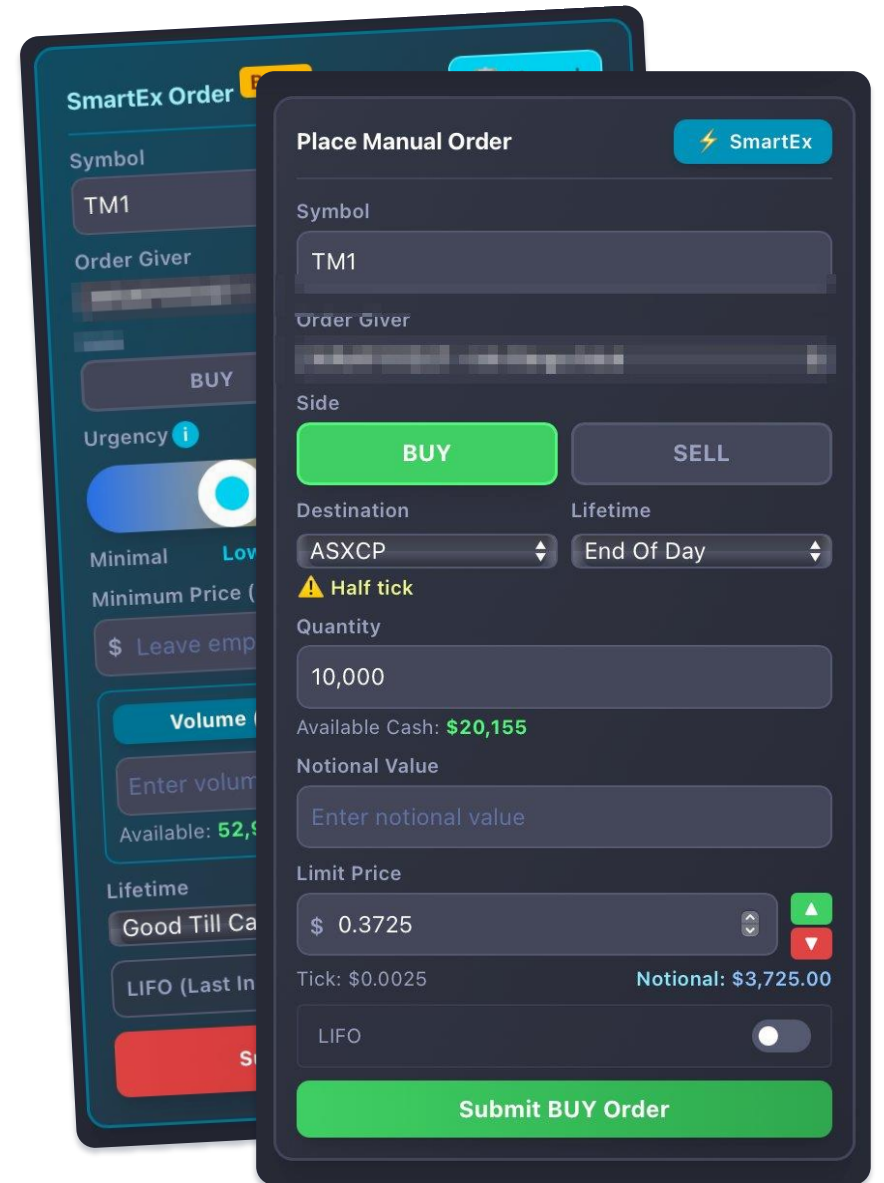 SmartEx Order
Symbol
TM1
Order Giver
BUY
Urgency i
Minimal Low
Minimum Price (
$ Leave emp
Volume (
Enter volum
Available: 52,9
Lifetime
Good Till Ca
LIFO (Last In
Place Manual Order
⚡ SmartEx
Symbol
TM1
Order Giver
Side
BUY SELL
Destination Lifetime
ASXCP End Of Day
⚠️ Half tick
Quantity
10,000
Available Cash: $20,155
Notional Value
Enter notional value
Limit Price
$ 0.3725
Tick: $0.0025 Notional: $3,725.00
LIFO
Submit BUY Order